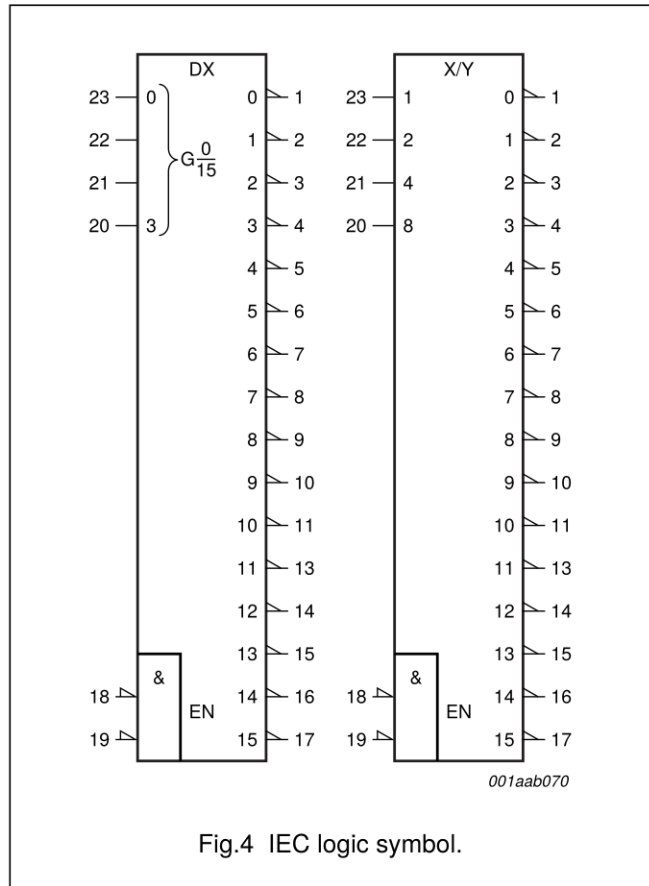 DX X/Y
23 0 0 1 23 1 0 1
22 1 2 22 2 1 2
G 0/15
21 2 3 21 4 2 3
20 3 3 4 20 8 3 4
4 5 4 5
5 6 5 6
6 7 6 7
7 8 7 8
8 9 8 9
9 10 9 10
10 11 10 11
11 13 11 13
12 14 12 14
13 15 13 15
& &
18 14 16 18 14 16
EN EN
19 15 17 19 15 17
001aab070
Fig.4 IEC logic symbol.